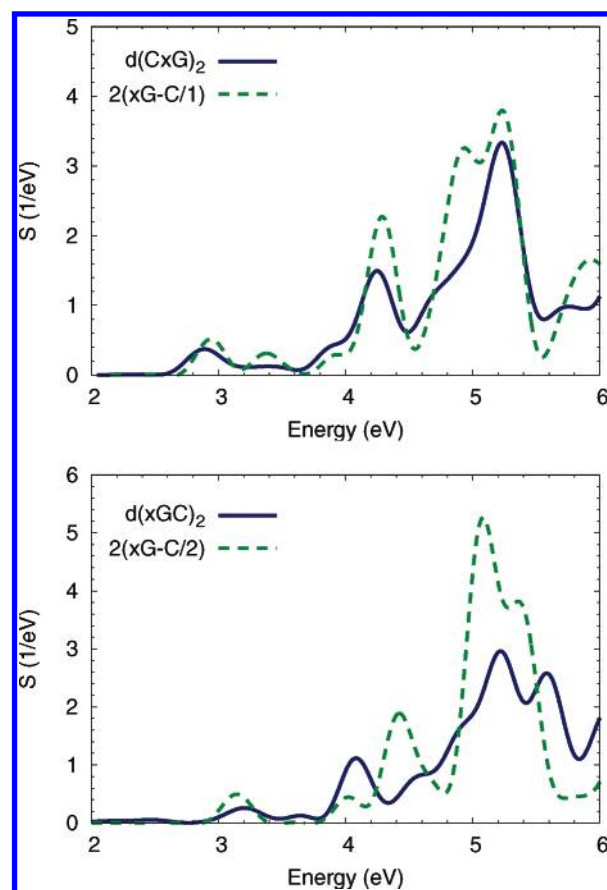 5
4
3
2
1
0
S (1/eV)
d(CxG)₂
2(xG-C/1)
2 3 4 5 6
Energy (eV)
6
5
4
3
2
1
0
S (1/eV)
d(xGC)₂
2(xG-C/2)
2 3 4 5 6
Energy (eV)